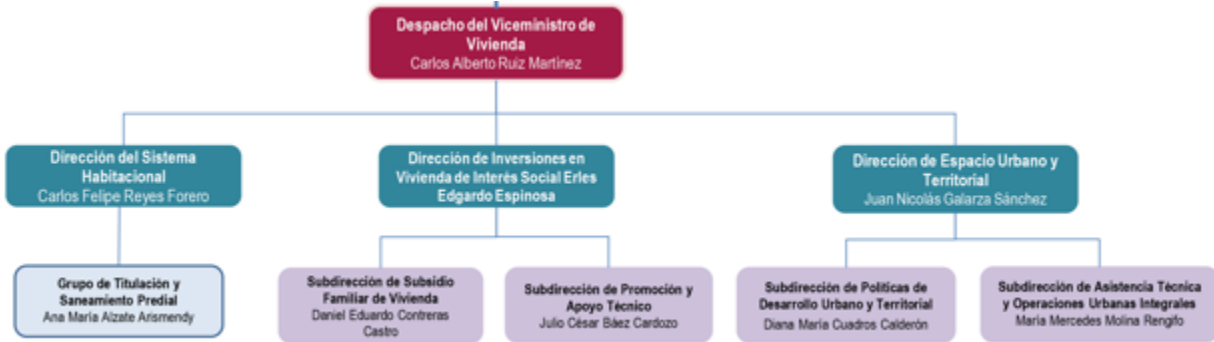 Despacho del Viceministro de
Vivienda
Carlos Alberto Ruiz Martínez
Dirección del Sistema
Habitacional
Carlos Felipe Reyes Forero
Dirección de Inversiones en
Vivienda de Interés Social Erles
Edgardo Espinosa
Dirección de Espacio Urbano y
Territorial
Juan Nicolás Galarza Sánchez
Grupo de Titulación y
Saneamiento Predial
Ana María Alzate Arismendy
Subdirección de Subsidio
Familiar de Vivienda
Daniel Eduardo Contreras
Castro
Subdirección de Promoción y
Apoyo Técnico
Julio César Báez Cardozo
Subdirección de Políticas de
Desarrollo Urbano y Territorial
Diana María Cuadros Calderón
Subdirección de Asistencia Técnica
y Operaciones Urbanas Integrales
María Mercedes Molina Rengifo